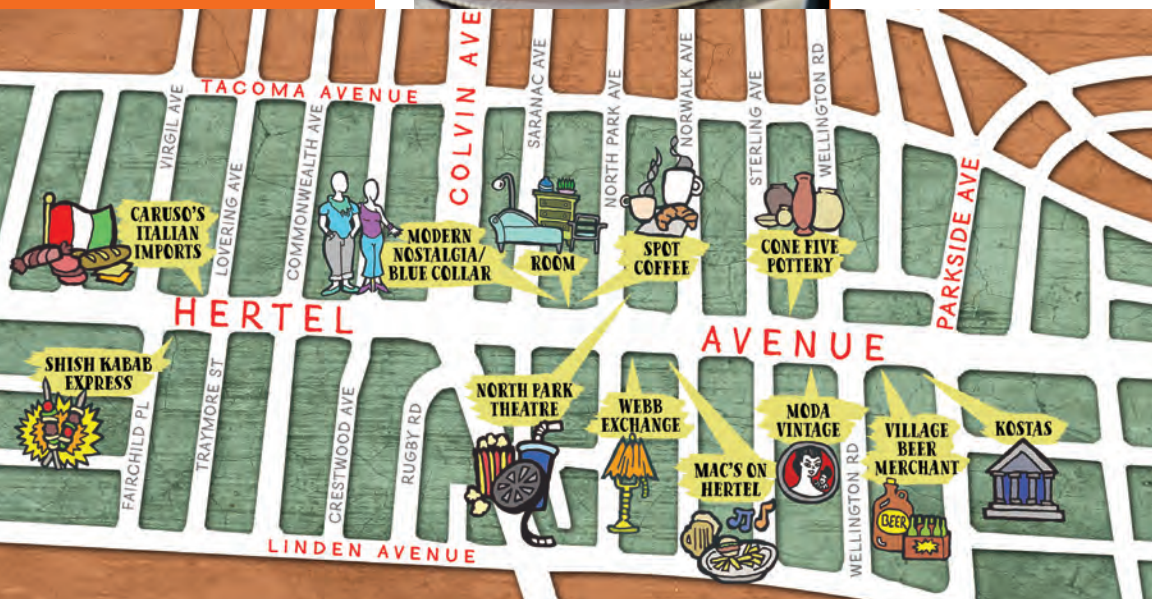 TACOMA AVENUE
COLVIN AVE
VIRGIL AVE
LOVERING AVE
COMMONWEALTH AVE
SARANAC AVE
NORTH PARK AVE
NORWALK AVE
STERLING AVE
WELLINGTON RD
PARKSIDE AVE
CARUSO'S
ITALIAN
IMPORTS
MODERN
NOSTALGIA/
BLUE COLLAR
ROOM
SPOT
COFFEE
CONE FIVE
POTTERY
HERTEL
AVENUE
SHISH KABAB
EXPRESS
FAIRCHILD PL
TRAYMORE ST
CRESTWOOD AVE
RUGBY RD
NORTH PARK
THEATRE
WEBB
EXCHANGE
MAC'S ON
HERTEL
MODA
VINTAGE
WELLINGTON RD
VILLAGE
BEER
MERCHANT
BEER
KOSTAS
LINDEN AVENUE